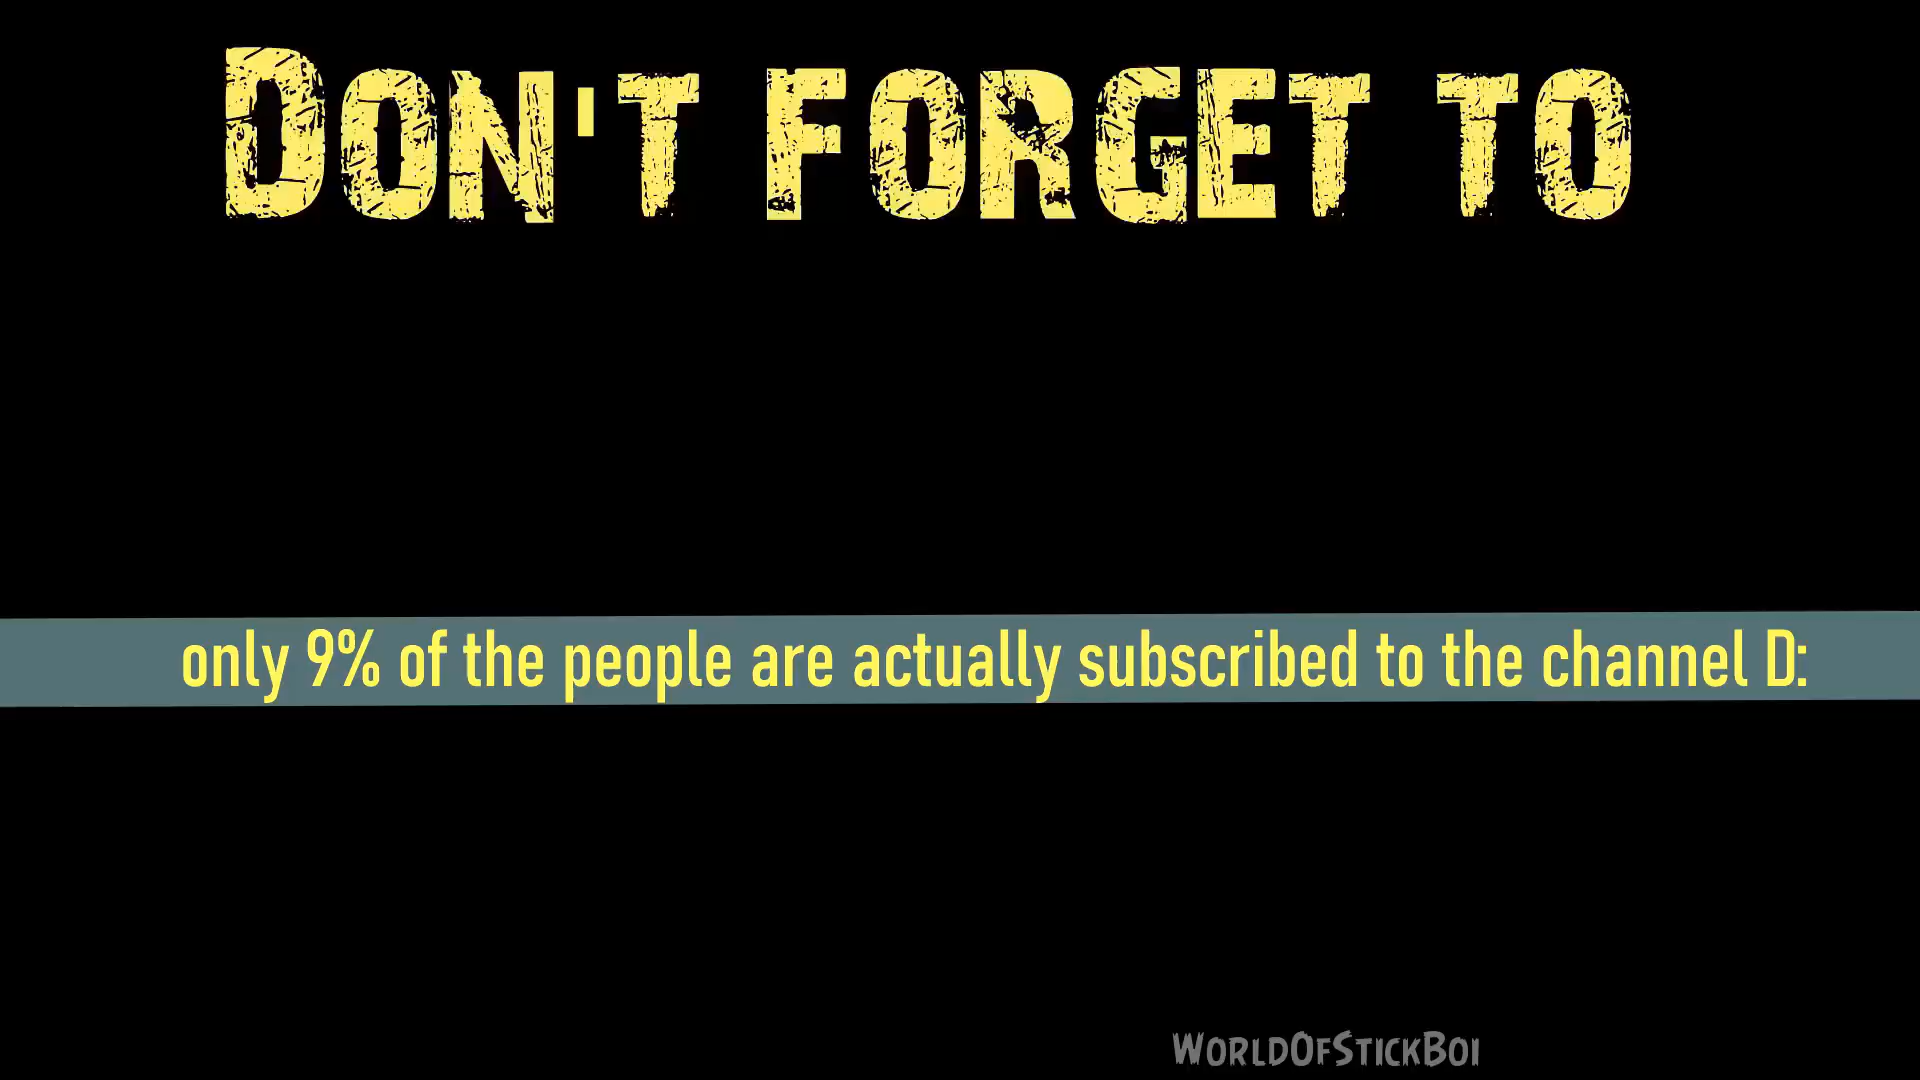 Don't Forget to
only 9% of the people are actually subscribed to the channel D:
WorldOfStickBoi